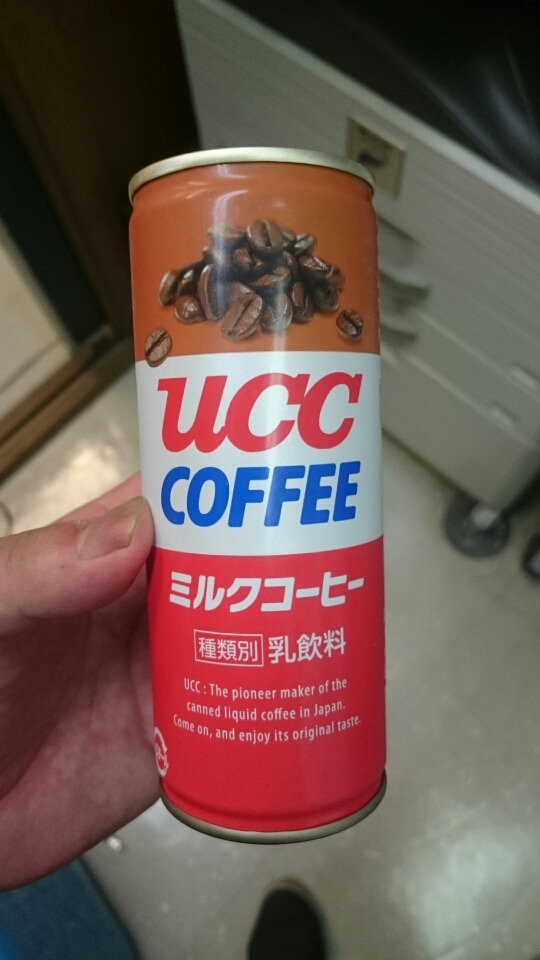 UCC
COFFEE
ミルクコーヒー
種類別 乳飲料
UCC : The pioneer maker of the
canned liquid coffee in Japan.
Come on, and enjoy its original taste.